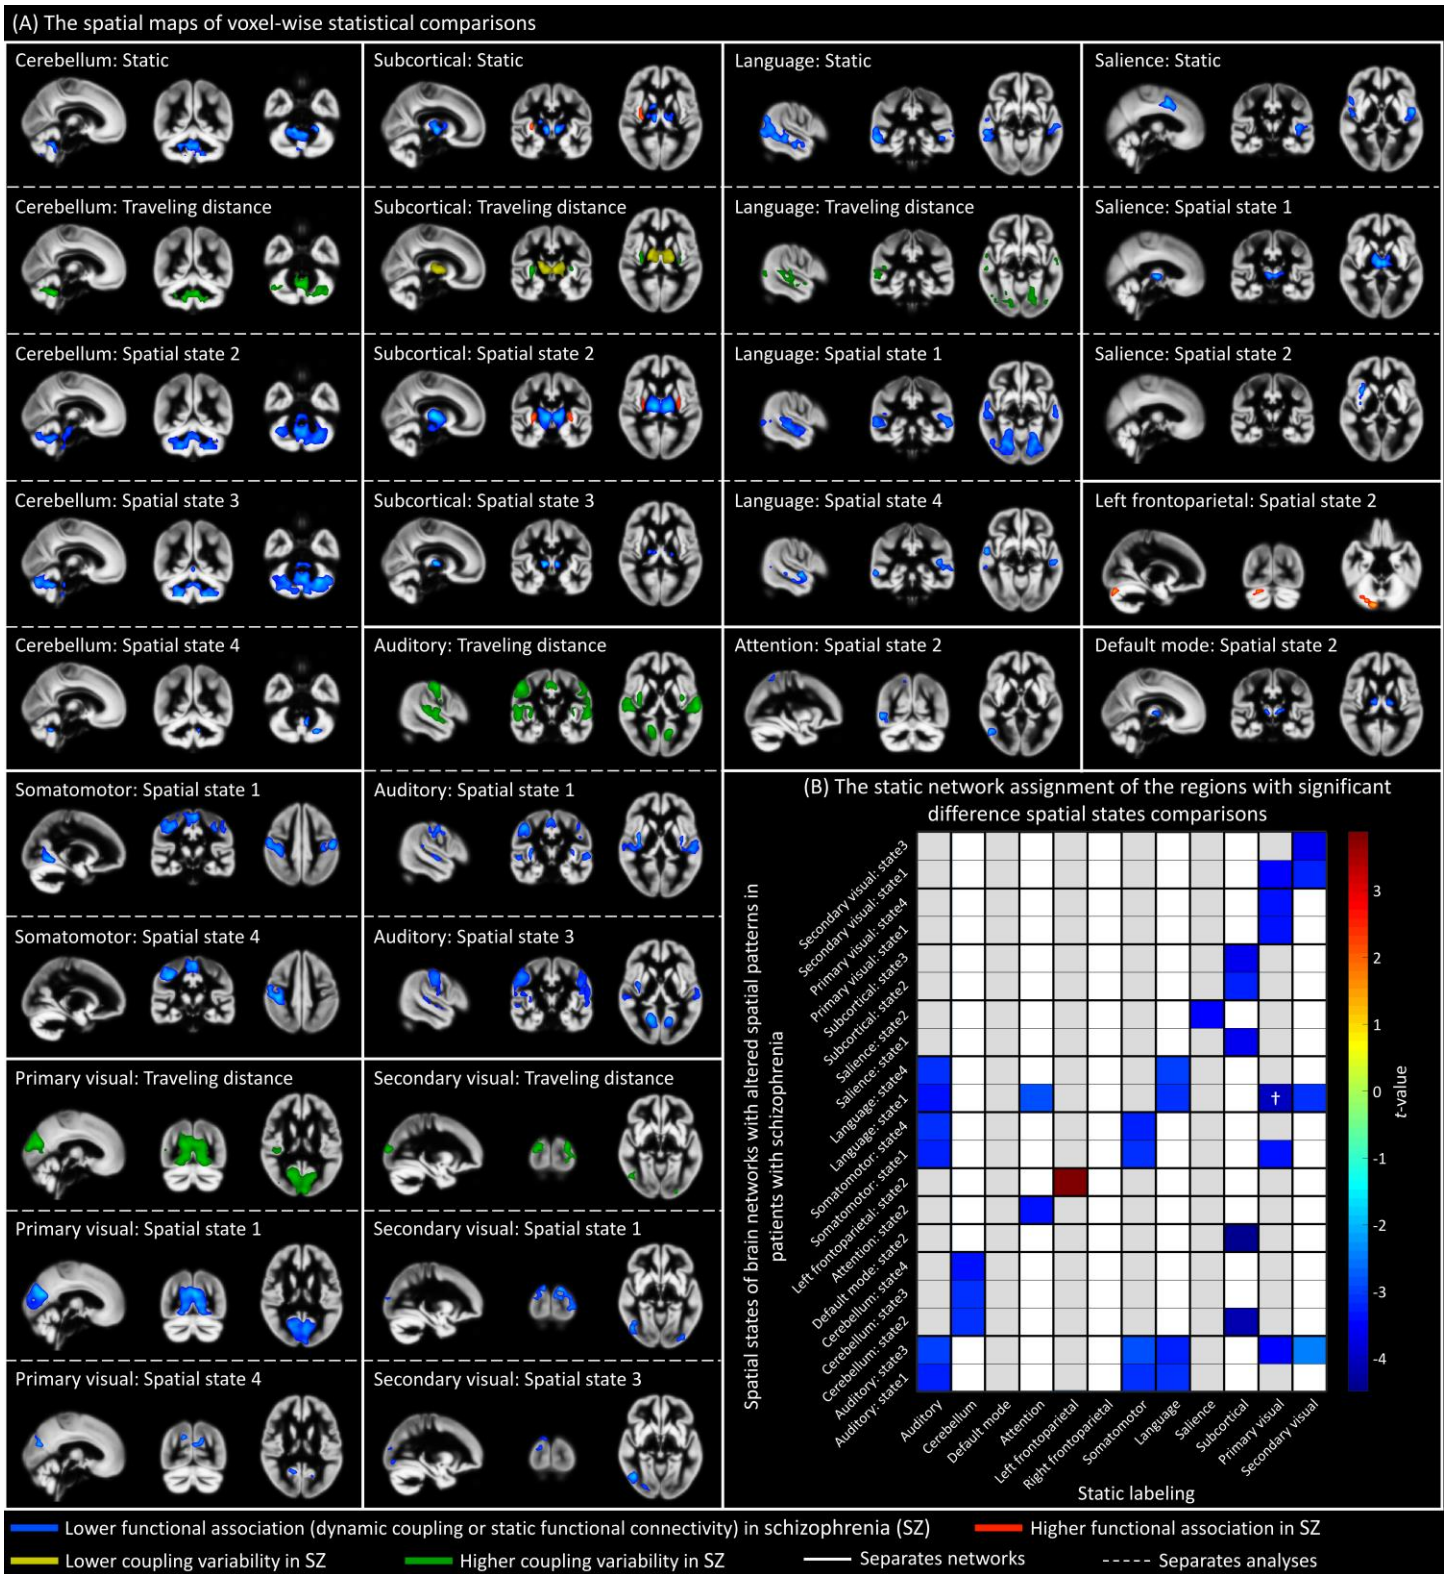 (A) The spatial maps of voxel-wise statistical comparisons
Cerebellum: Static
Subcortical: Static
Language: Static
Salience: Static
Cerebellum: Traveling distance
Subcortical: Traveling distance
Language: Traveling distance
Salience: Spatial state 1
Cerebellum: Spatial state 2
Subcortical: Spatial state 2
Language: Spatial state 1
Salience: Spatial state 2
Cerebellum: Spatial state 3
Subcortical: Spatial state 3
Language: Spatial state 4
Left frontoparietal: Spatial state 2
Cerebellum: Spatial state 4
Auditory: Traveling distance
Attention: Spatial state 2
Default mode: Spatial state 2
Somatomotor: Spatial state 1
Auditory: Spatial state 1
Somatomotor: Spatial state 4
Auditory: Spatial state 3
Primary visual: Traveling distance
Secondary visual: Traveling distance
Primary visual: Spatial state 1
Secondary visual: Spatial state 1
Primary visual: Spatial state 4
Secondary visual: Spatial state 3
(B) The static network assignment of the regions with significant
difference spatial states comparisons
Spatial states of brain networks with altered spatial patterns in
patients with schizophrenia
Secondary visual: state3
Secondary visual: state1
Primary visual: state4
Primary visual: state1
Subcortical: state3
Subcortical: state2
Salience: state2
Salience: state1
Language: state4
Language: state1
Somatomotor: state4
Somatomotor: state1
Left frontoparietal: state2
Attention: state2
Default mode: state2
Cerebellum: state4
Cerebellum: state3
Cerebellum: state2
Auditory: state3
Auditory: state1
†
Auditory
Cerebellum
Default mode
Attention
Left frontoparietal
Right frontoparietal
Somatomotor
Language
Salience
Subcortical
Primary visual
Secondary visual
Static labeling
3
2
1
0
-1
-2
-3
-4
t-value
Lower functional association (dynamic coupling or static functional connectivity) in schizophrenia (SZ)
Higher functional association in SZ
Lower coupling variability in SZ
Higher coupling variability in SZ
Separates networks
Separates analyses